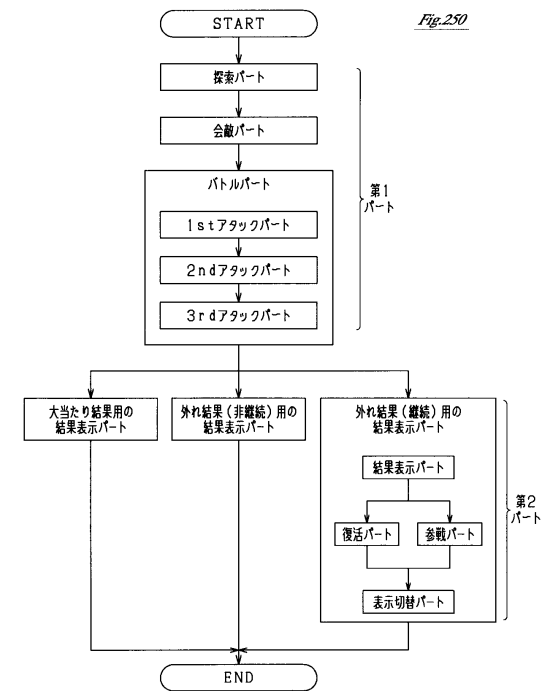 START
Fig.250
探索パート
会敵パート
バトルパート
1stアタックパート
2ndアタックパート
3rdアタックパート
第1
パート
大当たり結果用の
結果表示パート
外れ結果(非継続)用の
結果表示パート
外れ結果(継続)用の
結果表示パート
結果表示パート
復活パート
参戦パート
表示切替パート
第2
パート
END